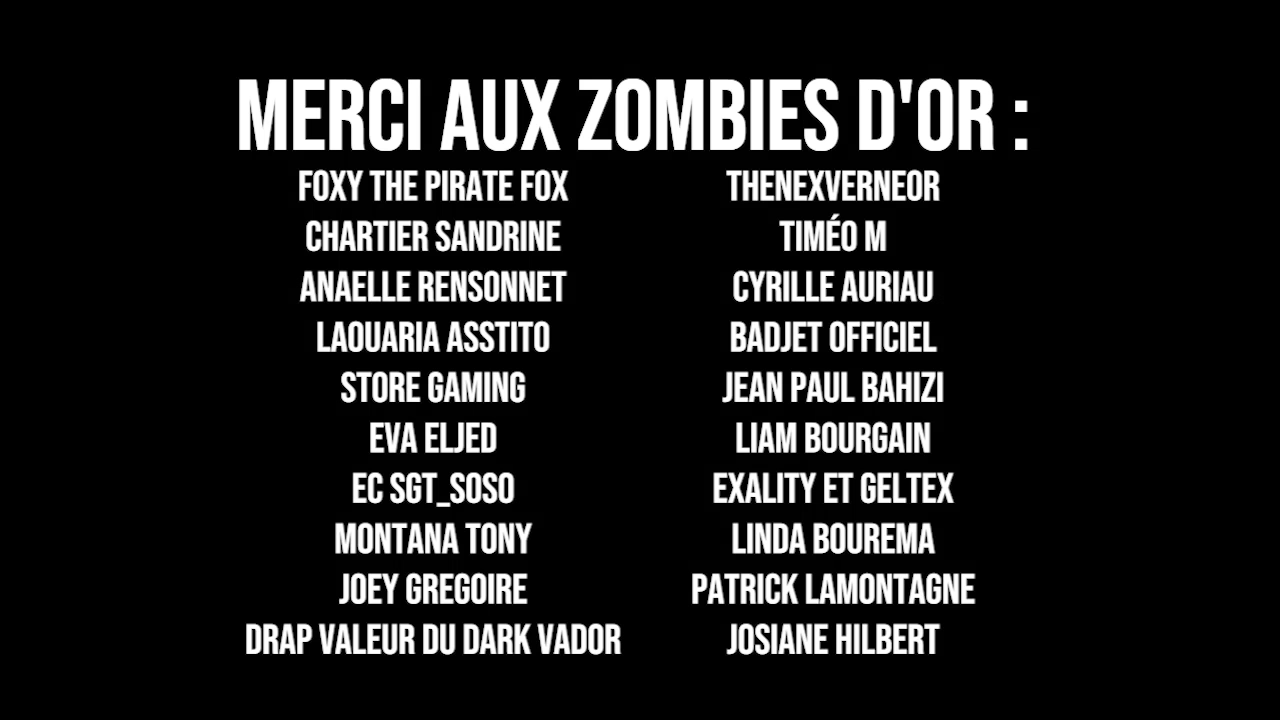 MERCI AUX ZOMBIES D'OR :
FOXY THE PIRATE FOX
CHARTIER SANDRINE
ANAELLE RENSONNET
LAOUARIA ASSTITO
STORE GAMING
EVA ELJED
EC SGT_SOSO
MONTANA TONY
JOEY GREGOIRE
DRAP VALEUR DU DARK VADOR
THENEXVERNEOR
TIMÉO M
CYRILLE AURIAU
BADJET OFFICIEL
JEAN PAUL BAHIZI
LIAM BOURGAIN
EXALITY ET GELTEX
LINDA BOUREMA
PATRICK LAMONTAGNE
JOSIANE HILBERT